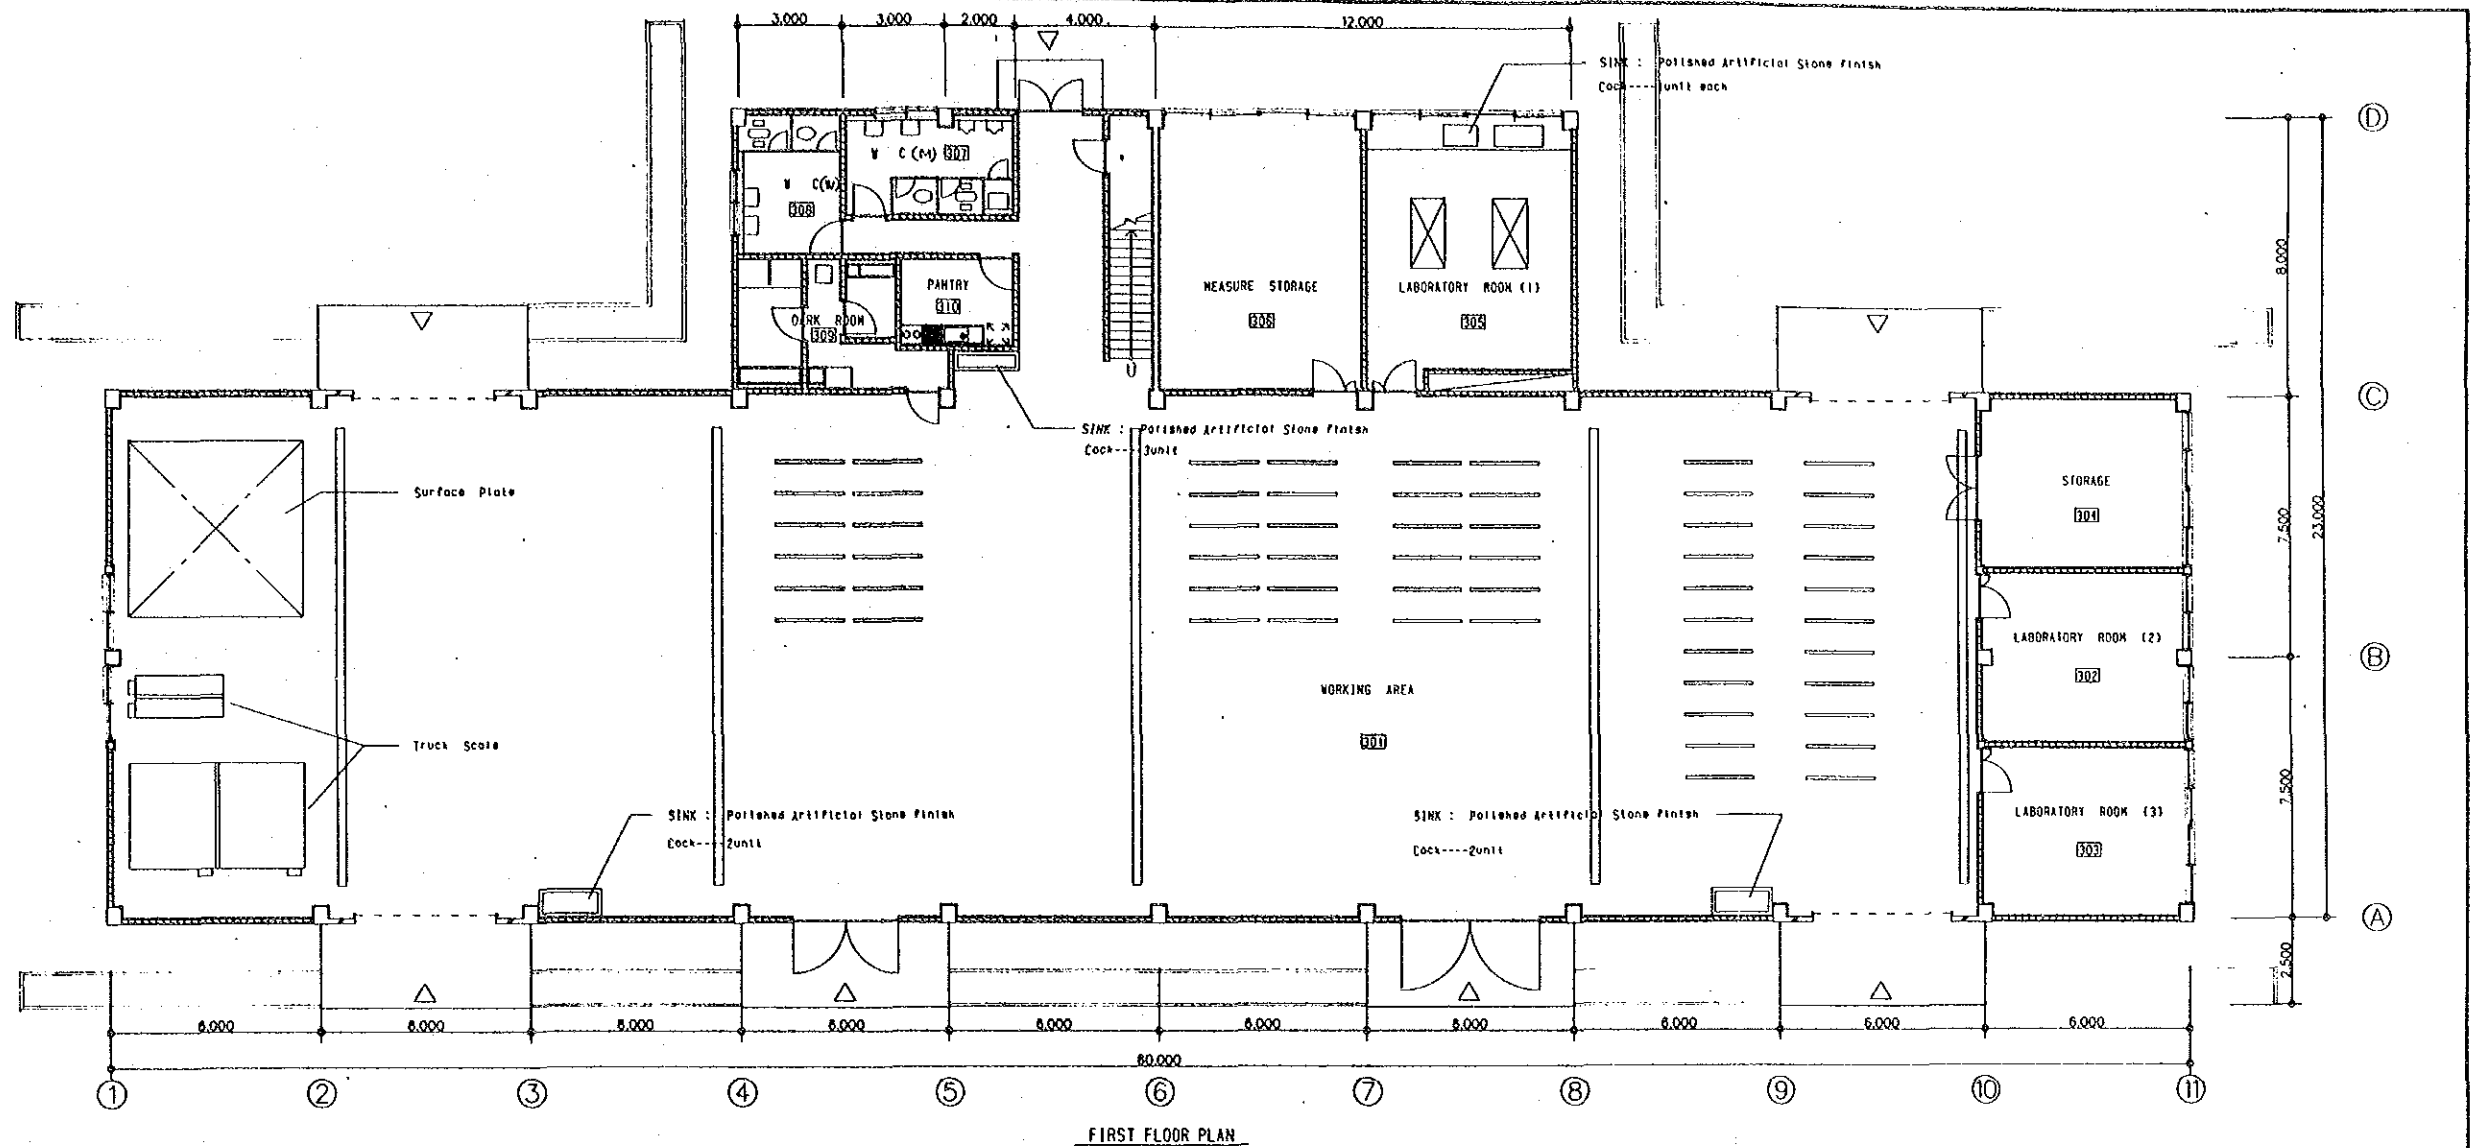 3.000 3.000 2.000 4.000 12.000
SINK : Polished Artificial Stone Finish
Cock----1unit each
D
W C (M) 307
W C(W)
308
8.000
PANTRY
310
MEASURE STORAGE
306
LABORATORY ROOM (1)
305
DARK ROOM
309
U
C
SINK : Polished Artificial Stone Finish
Cock----3unit
Surface Plate
STORAGE
304
7.500
23.000
LABORATORY ROOM (2)
302
B
WORKING AREA
301
Truck Scale
7.500
SINK : Polished Artificial Stone Finish
Cock----2unit
SINK : Polished Artificial Stone Finish
Cock----2unit
LABORATORY ROOM (3)
303
A
2.500
6.000 6.000 6.000 6.000 6.000 6.000 6.000 6.000 6.000 6.000
60.000
1 2 3 4 5 6 7 8 9 10 11
FIRST FLOOR PLAN